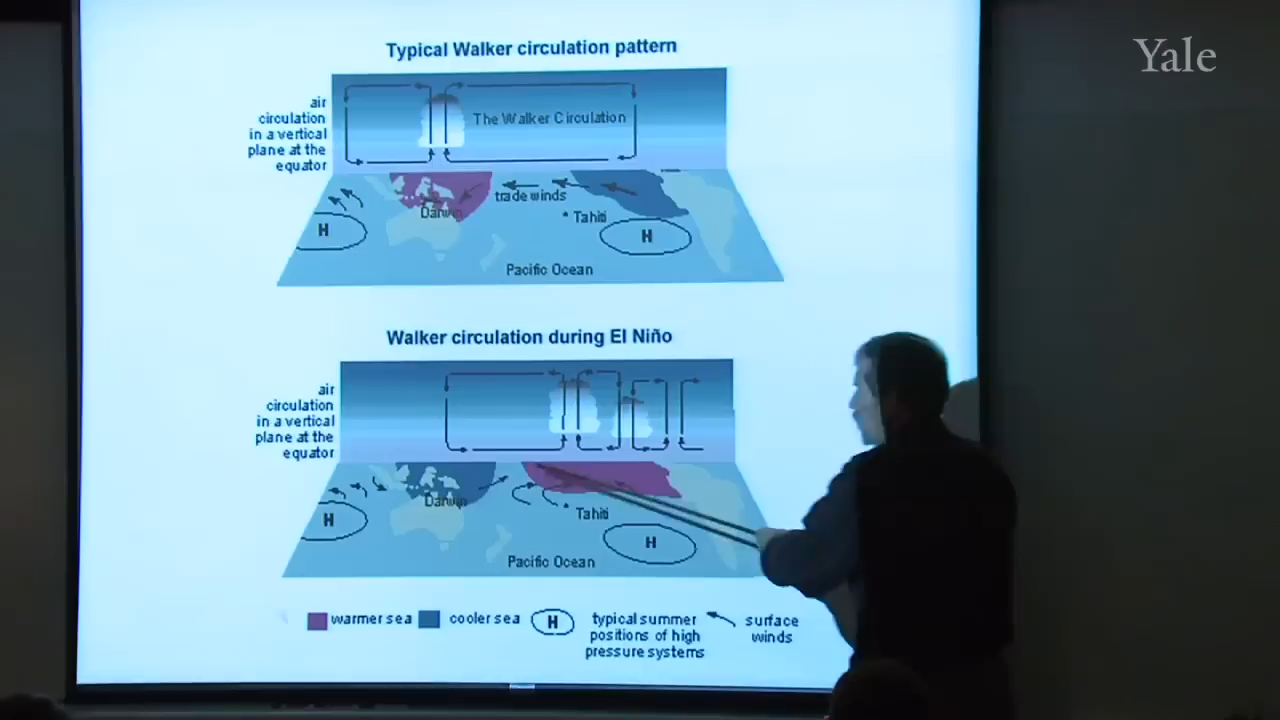 Yale
Typical Walker circulation pattern
air
circulation
in a vertical
plane at the
equator
The Walker Circulation
trade winds
Darwin
* Tahiti
H
H
Pacific Ocean
Walker circulation during El Niño
air
circulation
in a vertical
plane at the
equator
Darwin
* Tahiti
H
H
Pacific Ocean
warmer sea
cooler sea
H
typical summer
positions of high
pressure systems
surface
winds